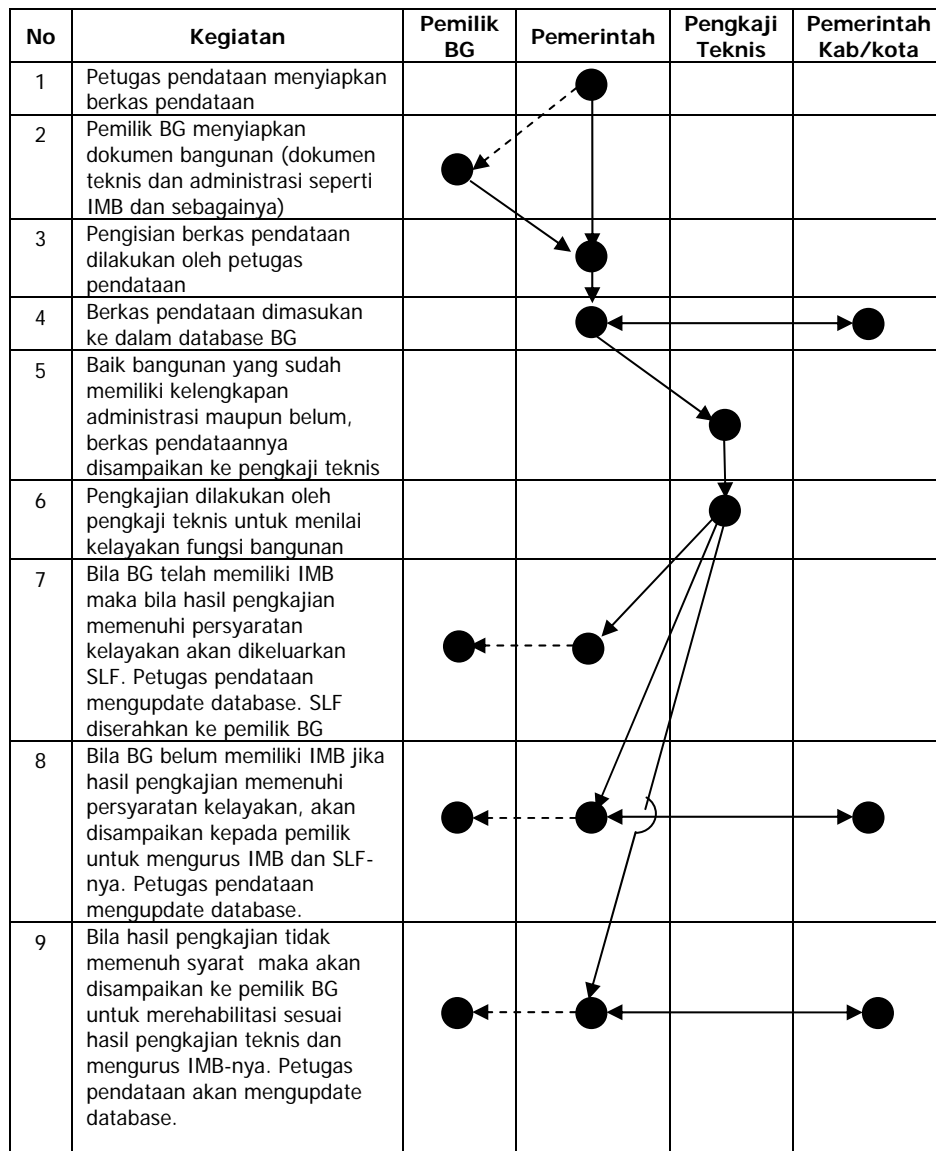 No Kegiatan Pemilik BG Pemerintah Pengkaji Teknis Pemerintah Kab/kota
1 Petugas pendataan menyiapkan
berkas pendataan
2 Pemilik BG menyiapkan
dokumen bangunan (dokumen
teknis dan administrasi seperti
IMB dan sebagainya)
3 Pengisian berkas pendataan
dilakukan oleh petugas
pendataan
4 Berkas pendataan dimasukan
ke dalam database BG
5 Baik bangunan yang sudah
memiliki kelengkapan
administrasi maupun belum,
berkas pendataannya
disampaikan ke pengkaji teknis
6 Pengkajian dilakukan oleh
pengkaji teknis untuk menilai
kelayakan fungsi bangunan
7 Bila BG telah memiliki IMB
maka bila hasil pengkajian
memenuhi persyaratan
kelayakan akan dikeluarkan
SLF. Petugas pendataan
mengupdate database. SLF
diserahkan ke pemilik BG
8 Bila BG belum memiliki IMB jika
hasil pengkajian memenuhi
persyaratan kelayakan, akan
disampaikan kepada pemilik
untuk mengurus IMB dan SLF-
nya. Petugas pendataan
mengupdate database.
9 Bila hasil pengkajian tidak
memenuh syarat maka akan
disampaikan ke pemilik BG
untuk merehabilitasi sesuai
hasil pengkajian teknis dan
mengurus IMB-nya. Petugas
pendataan akan mengupdate
database.